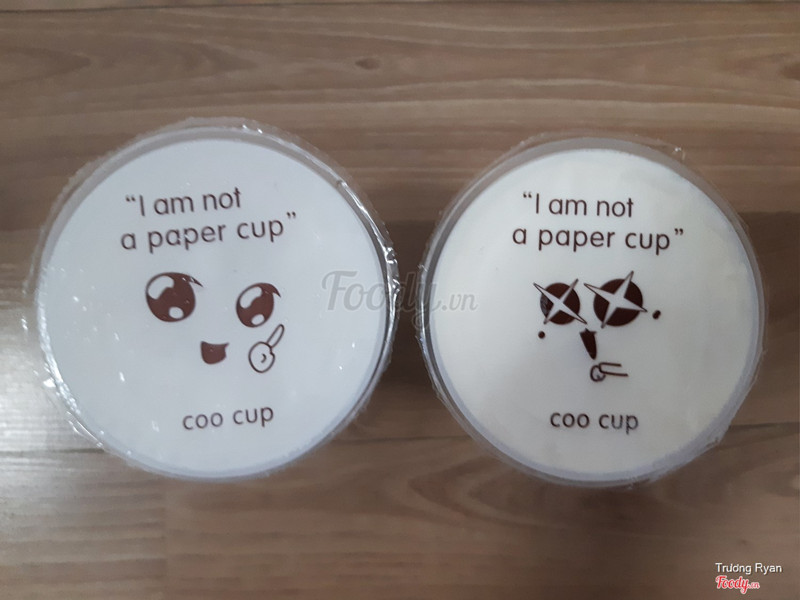 “I am not
a paper cup”
coo cup
“I am not
a paper cup”
coo cup
Foody.vn
Trương Ryan
Foody.vn